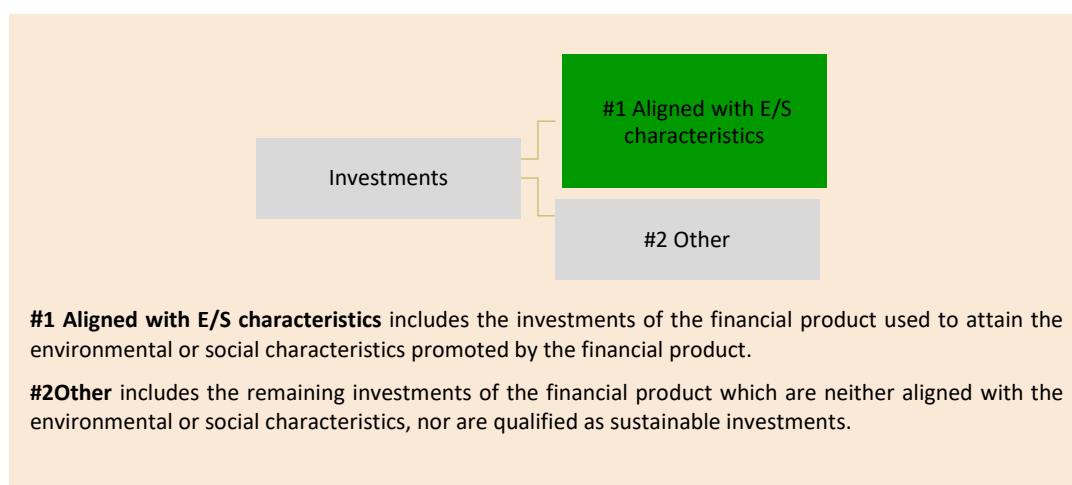 #1 Aligned with E/S
characteristics
Investments
#2 Other
#1 Aligned with E/S characteristics includes the investments of the financial product used to attain the
environmental or social characteristics promoted by the financial product.
#2Other includes the remaining investments of the financial product which are neither aligned with the
environmental or social characteristics, nor are qualified as sustainable investments.